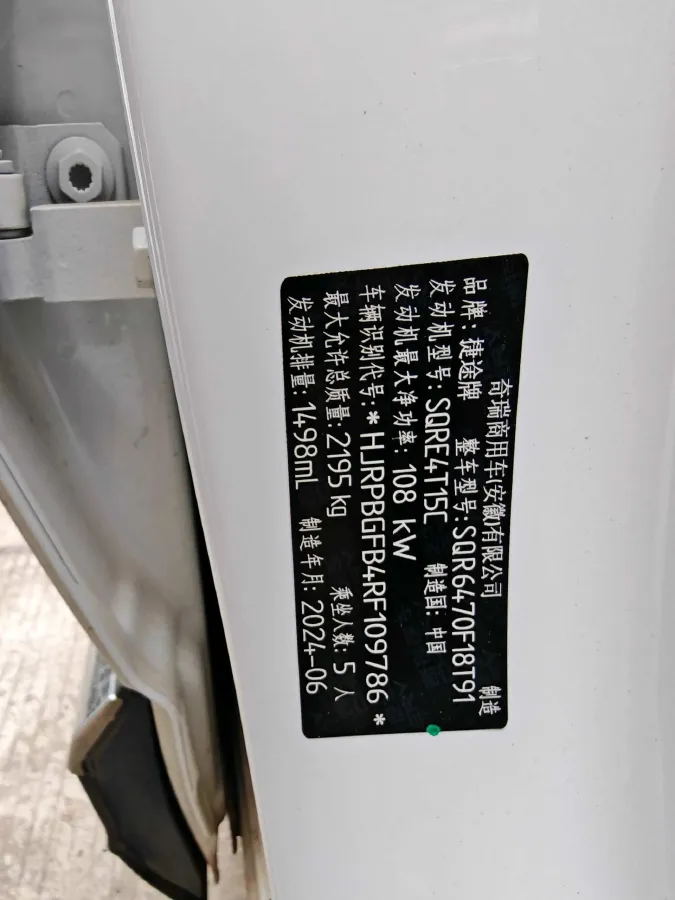 奇瑞商用车(安徽)有限公司 制造
品牌: 捷途牌 整车型号: SQR6470F18T91
发动机型号: SQRE4T15C 制造国: 中国
发动机最大净功率: 108 kW
车辆识别代号: * HJRPBGFB4RF109786 *
最大允许总质量: 2195 kg 乘坐人数: 5 人
发动机排量: 1498mL 制造年月: 2024-06